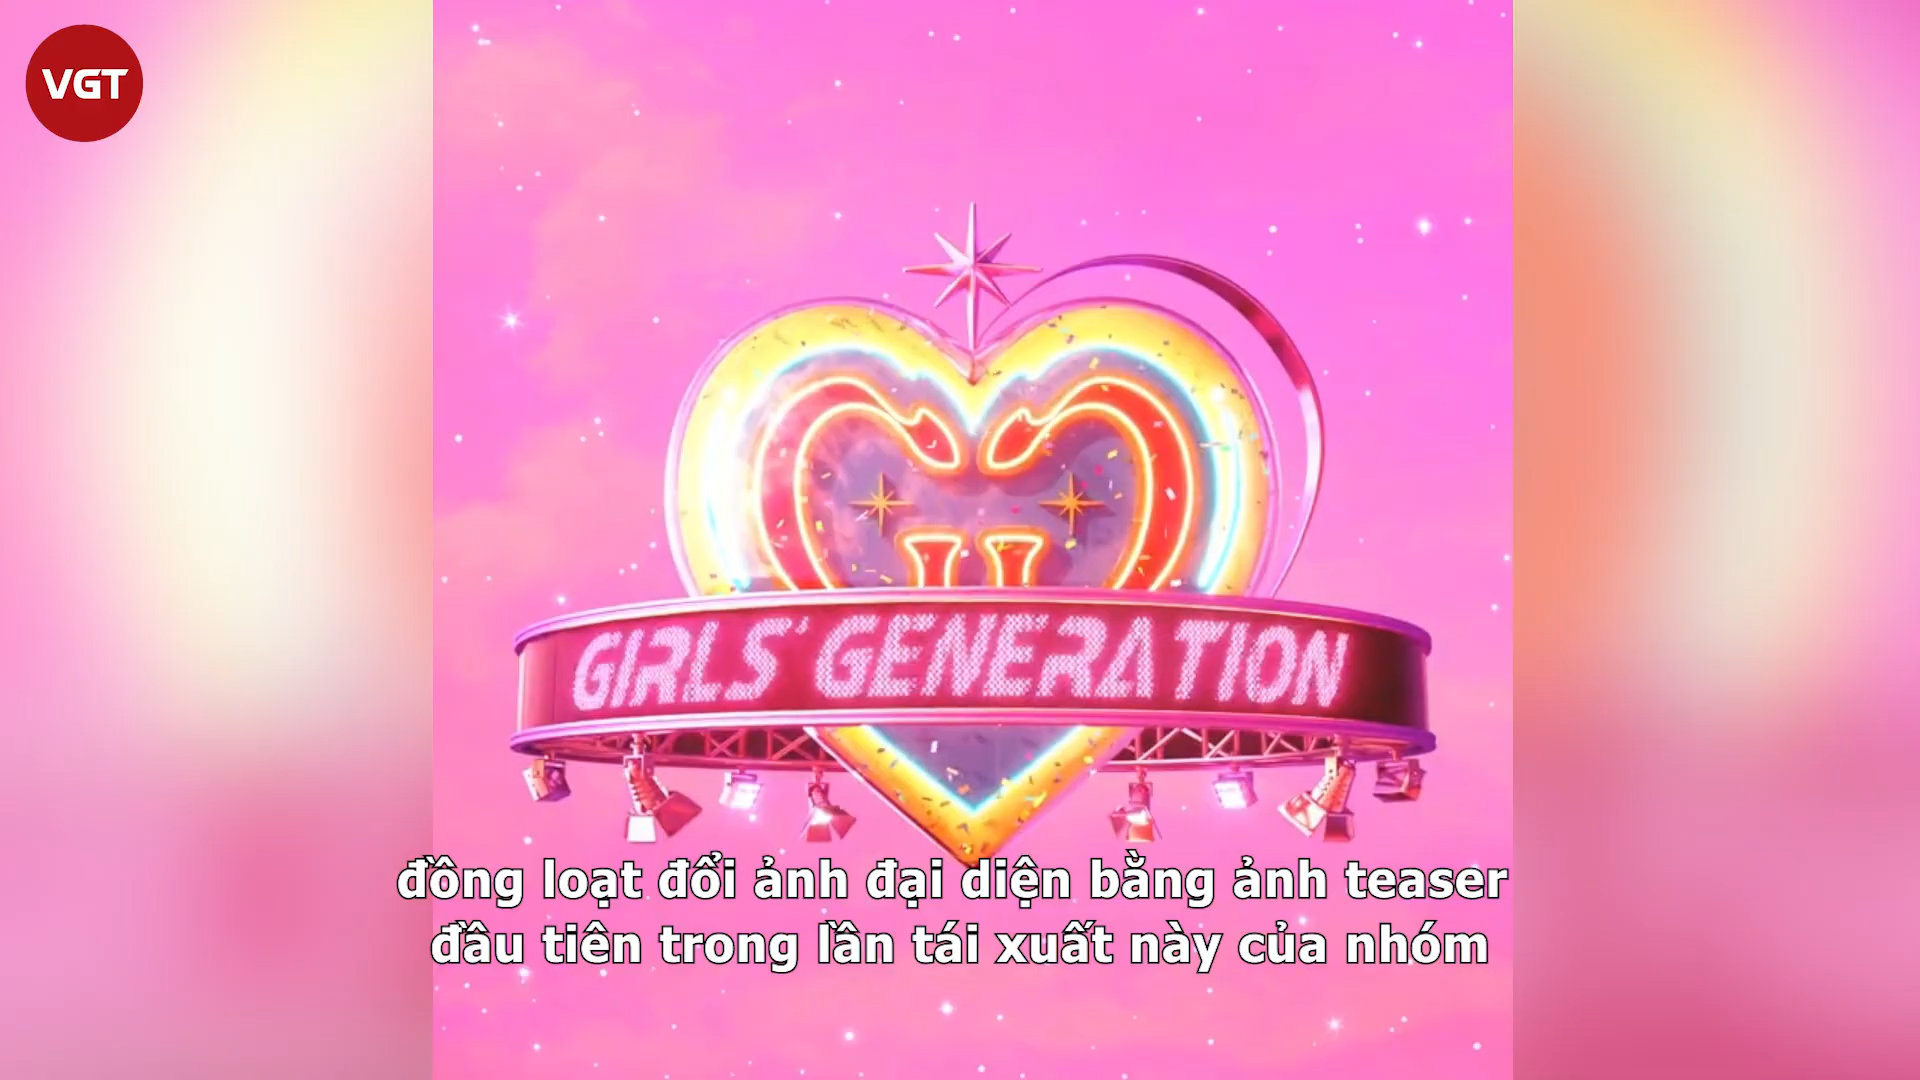 VGT
GIRLS' GENERATION
đồng loạt đổi ảnh đại diện bằng ảnh teaser
đầu tiên trong lần tái xuất này của nhóm